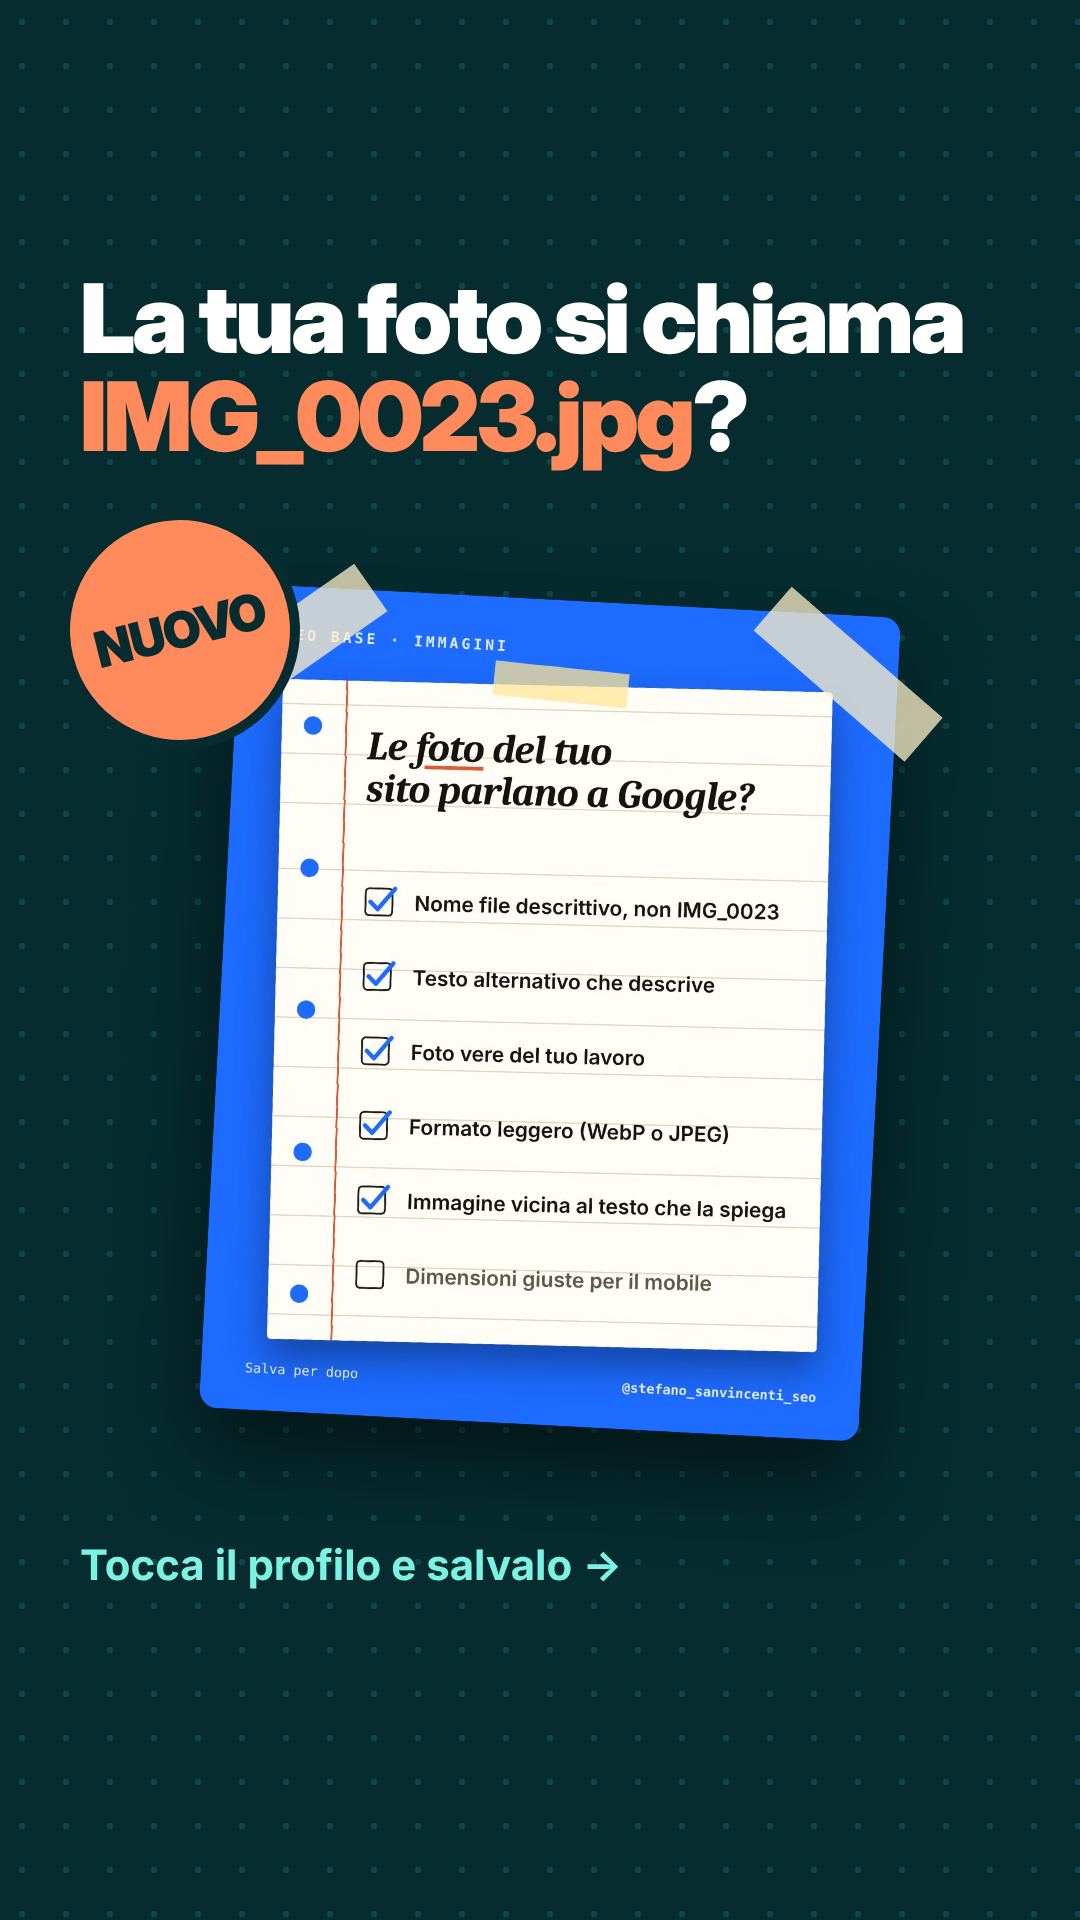 La tua foto si chiama
IMG_0023.jpg?
NUOVO
BASE · IMMAGINI
Le foto del tuo
sito parlano a Google?
Nome file descrittivo, non IMG_0023
Testo alternativo che descrive
Foto vere del tuo lavoro
Formato leggero (WebP o JPEG)
Immagine vicina al testo che la spiega
Dimensioni giuste per il mobile
Salva per dopo
@stefano_sanvincenti_seo
Tocca il profilo e salvalo →